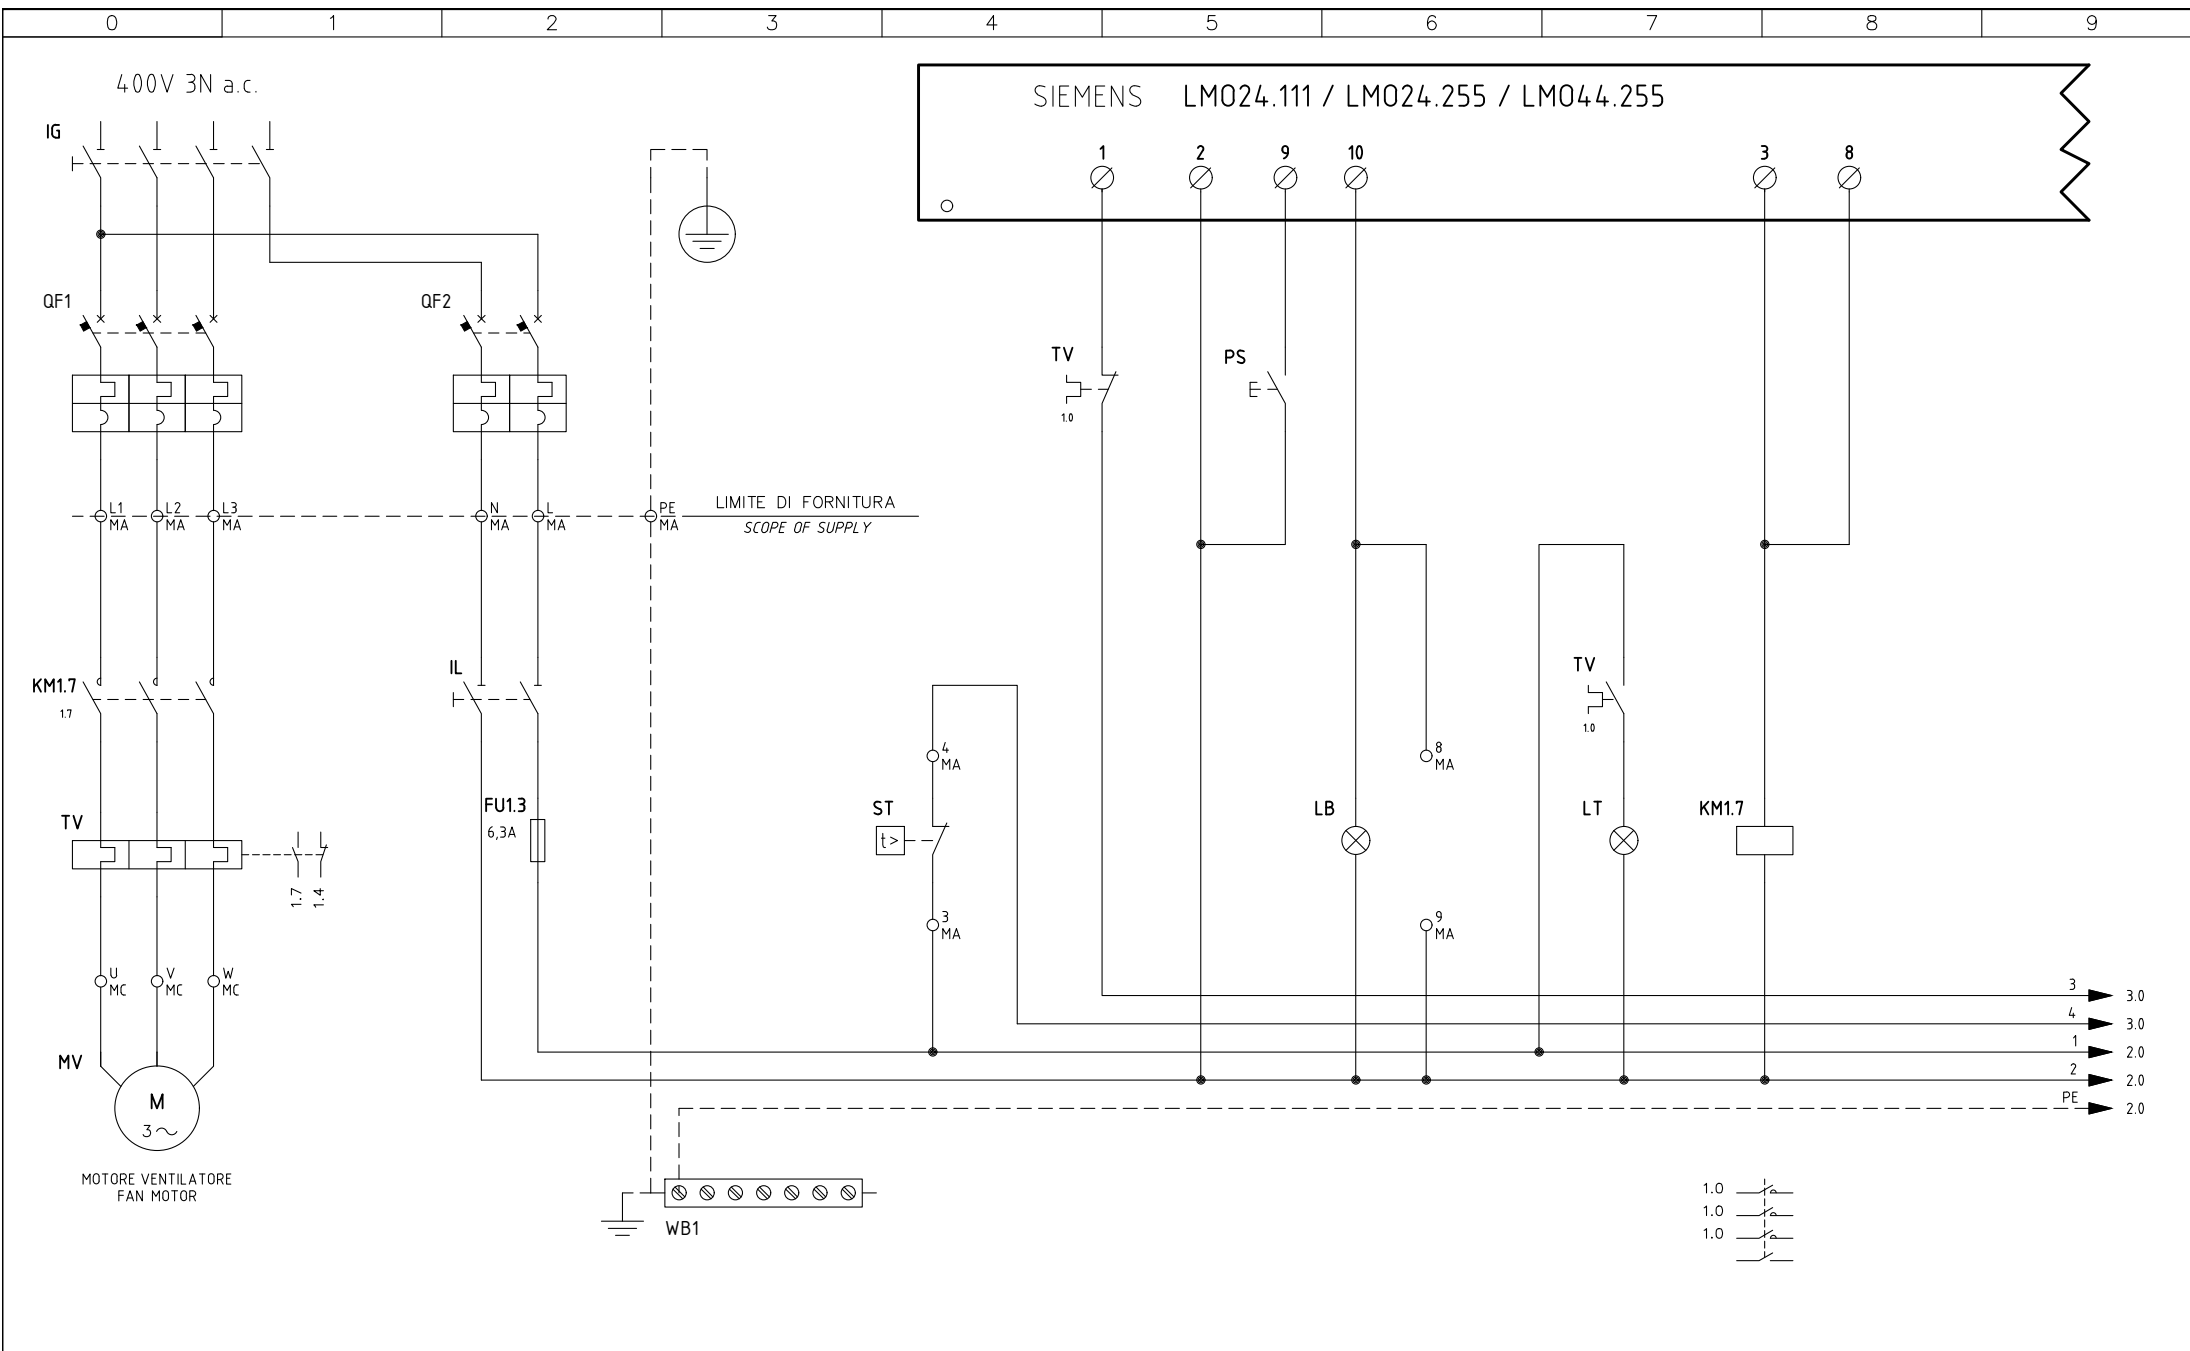 0 1 2 3 4 5 6 7 8 9
400V 3N a.c.
SIEMENS LMO24.111 / LMO24.255 / LMO44.255
IG
1 2 9 10 3 8
QF1 QF2
TV
1.0
PS
L1 MA
L2 MA
L3 MA
N MA
L MA
PE MA
LIMITE DI FORNITURA
SCOPE OF SUPPLY
KM1.7
1.7
IL
TV
1.0
4 MA
8 MA
TV
FU1.3
6,3A
ST
t>
LB
LT
KM1.7
1.7 1.4
3 MA
9 MA
U MC
V MC
W MC
3 3.0
4 3.0
1 2.0
2 2.0
PE 2.0
MV
M
3~
MOTORE VENTILATORE
FAN MOTOR
WB1
1.0
1.0
1.0